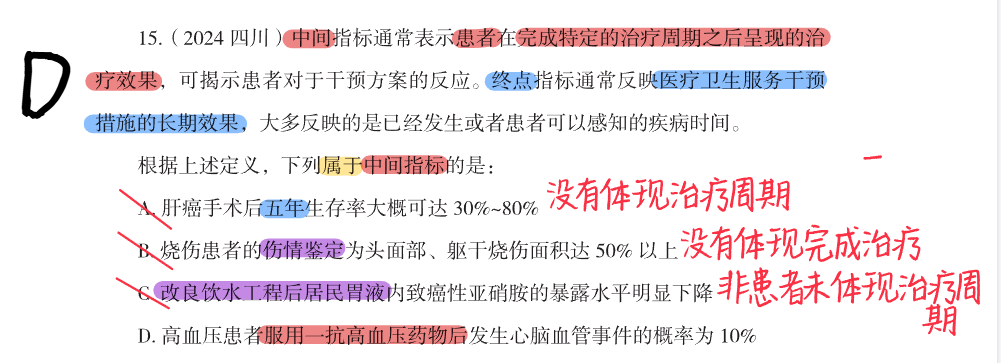 15.（2024 四川）中间指标通常表示患者在完成特定的治疗周期之后呈现的治
D
疗效果，可揭示患者对于干预方案的反应。终点指标通常反映医疗卫生服务干预
措施的长期效果，大多反映的是已经发生或者患者可以感知的疾病时间。
根据上述定义，下列属于中间指标的是：
A. 肝癌手术后五年生存率大概可达 30%~80% 没有体现治疗周期
B. 烧伤患者的伤情鉴定为头面部、躯干烧伤面积达 50% 以上 没有体现完成治疗
C. 改良饮水工程后居民胃液内致癌性亚硝胺的暴露水平明显下降 非患者未体现治疗周
期
D. 高血压患者服用一抗高血压药物后发生心脑血管事件的概率为 10%